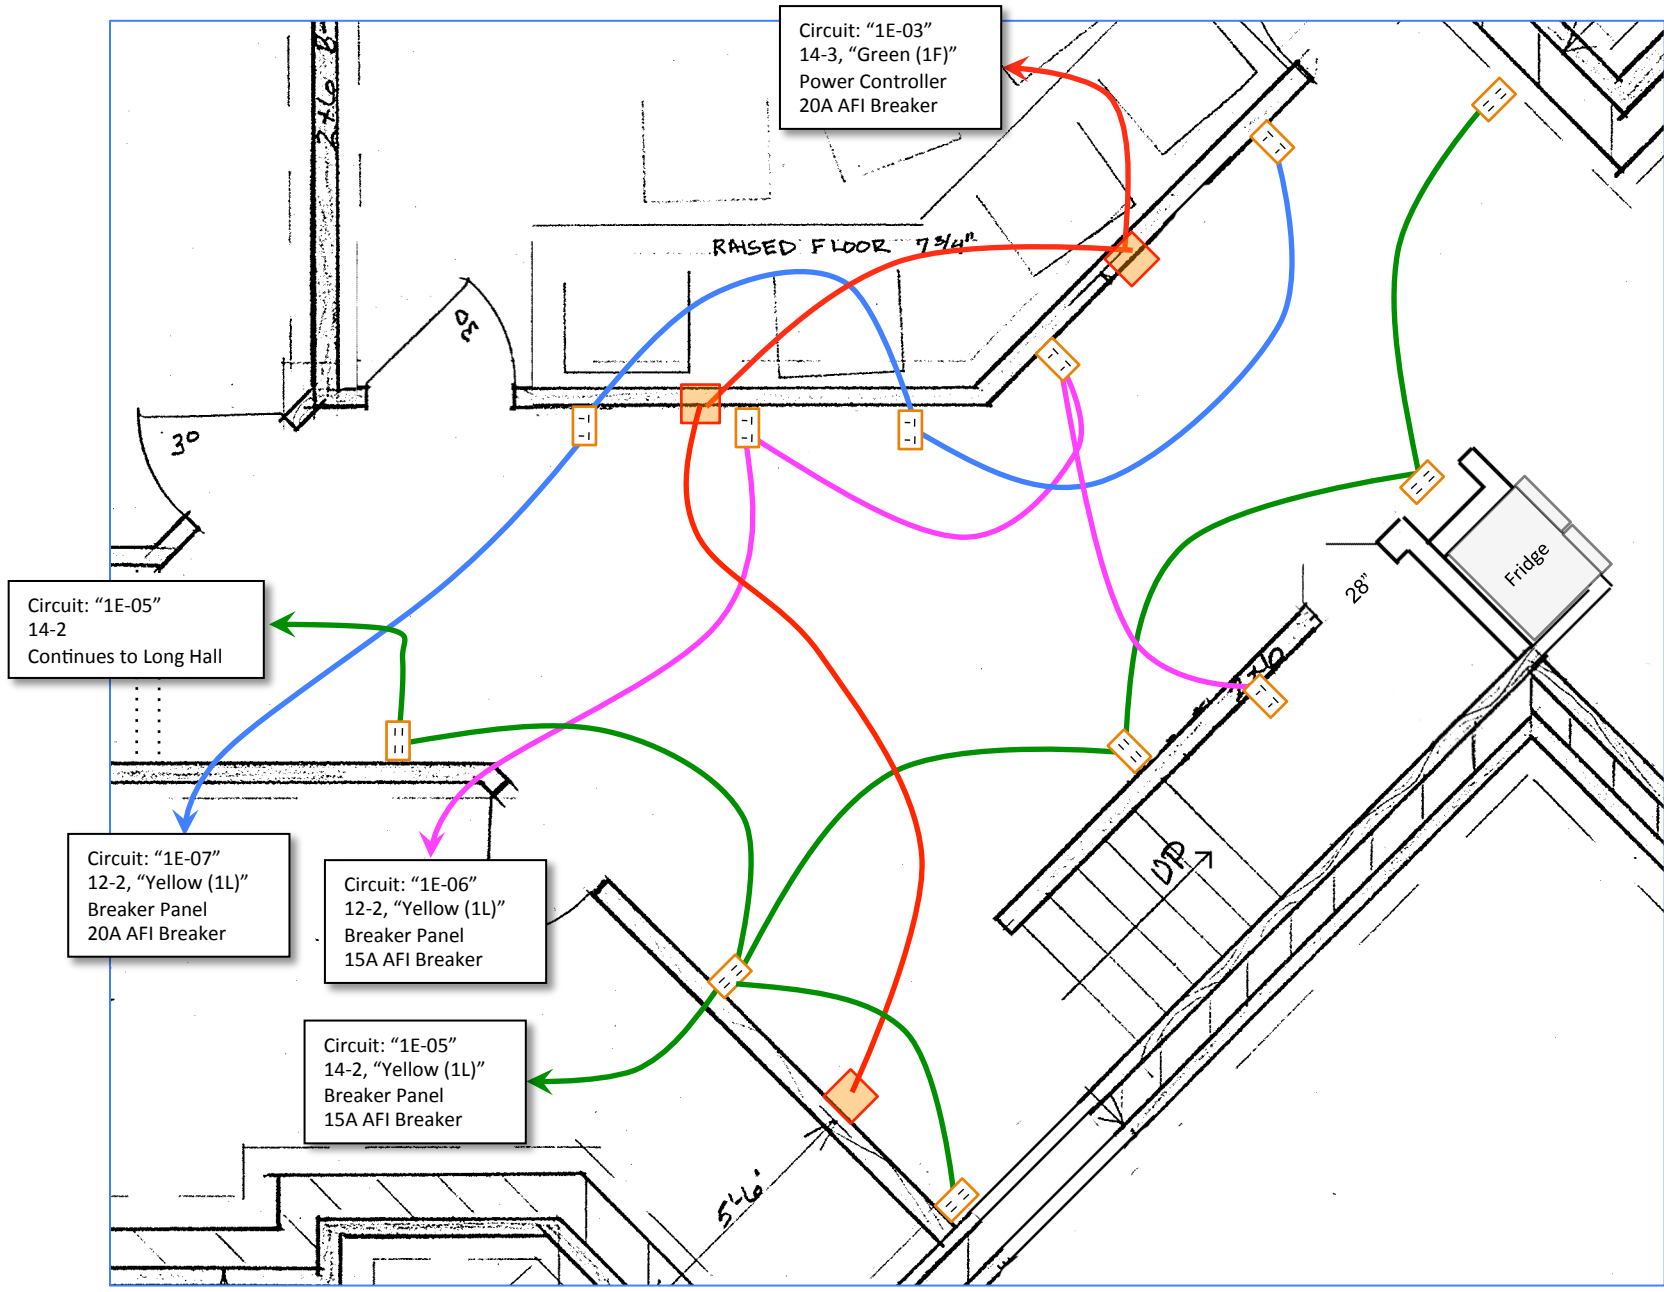 Circuit: “1E-03”
14-3, “Green (1F)”
Power Controller
20A AFI Breaker
2x6
RAISED FLOOR 7 3/4"
30
30
Fridge
28”
Circuit: “1E-05”
14-2
Continues to Long Hall
2x6
Circuit: “1E-07”
12-2, “Yellow (1L)”
Breaker Panel
20A AFI Breaker
Circuit: “1E-06”
12-2, “Yellow (1L)”
Breaker Panel
15A AFI Breaker
UP
Circuit: “1E-05”
14-2, “Yellow (1L)”
Breaker Panel
15A AFI Breaker
5'-6"